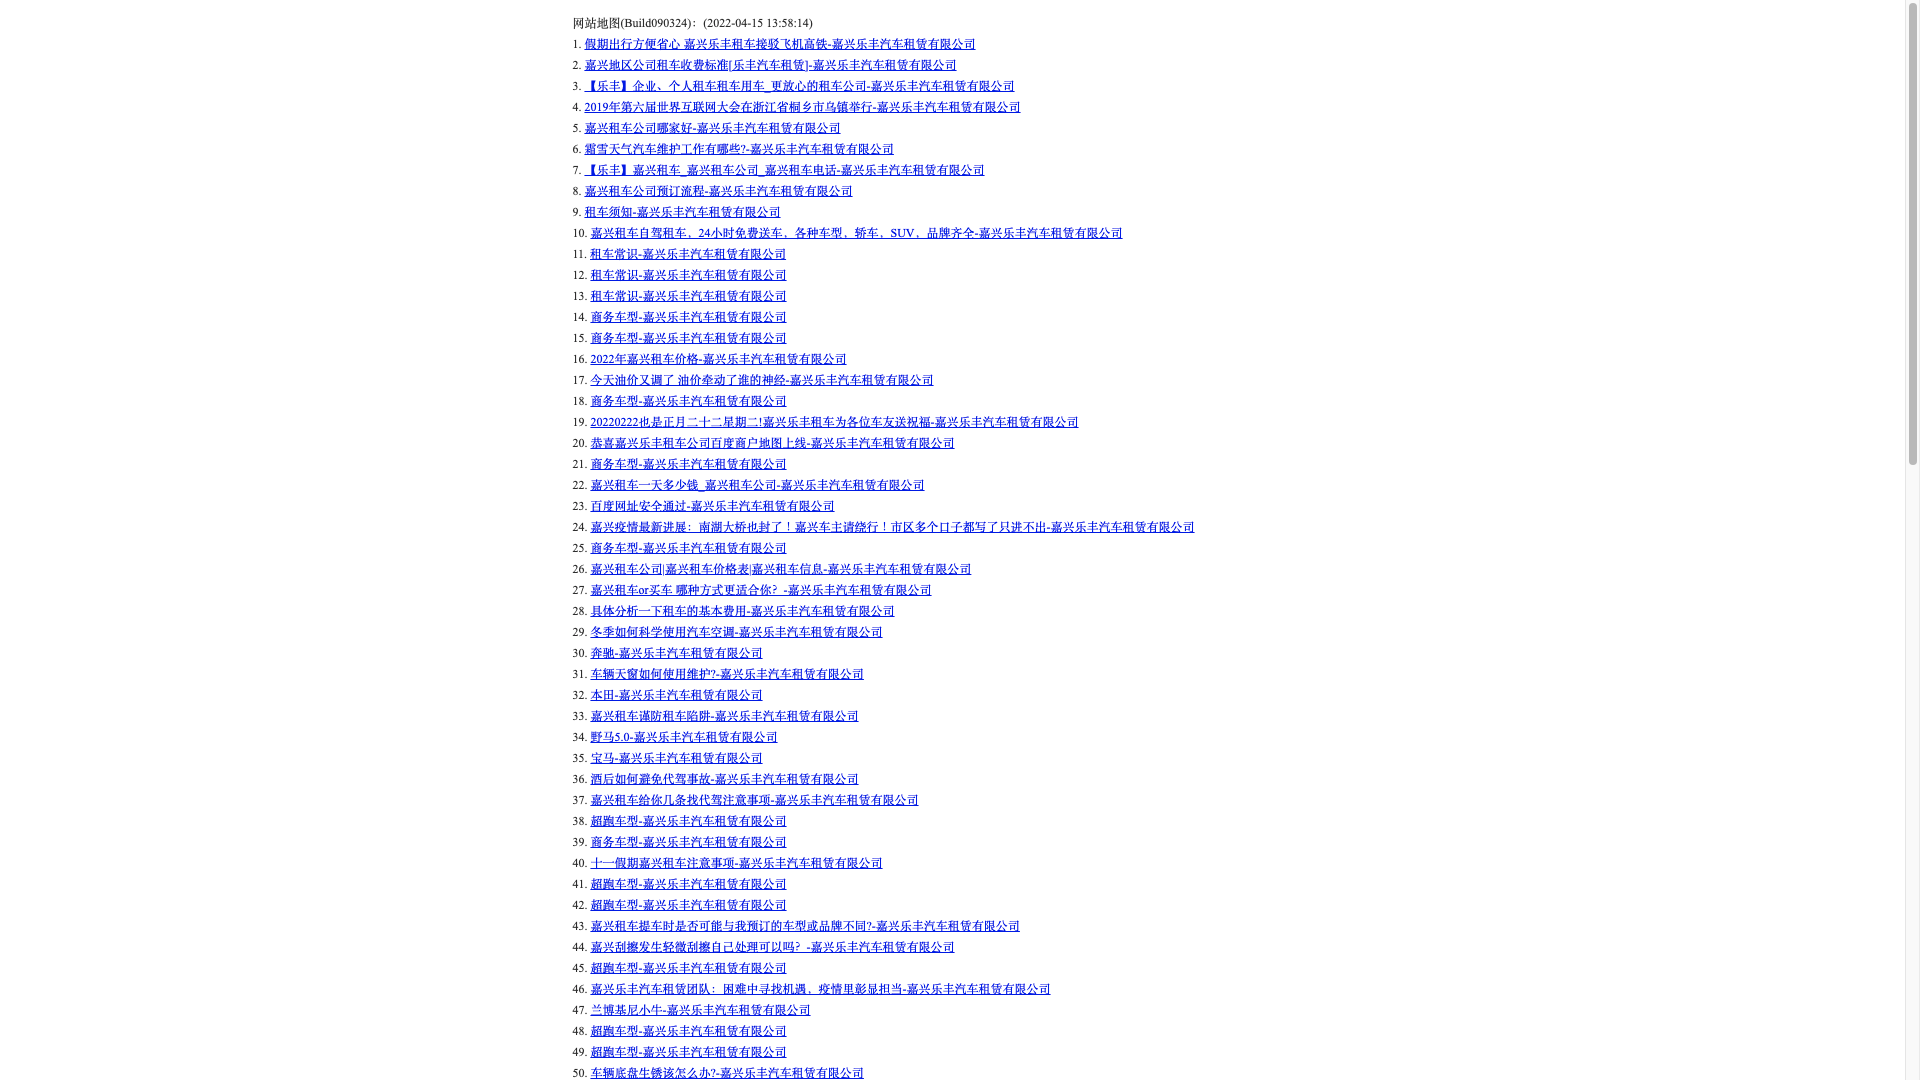 网站地图(Build090324)：(2022-04-15 13:58:14)
1. 假期出行方便省心 嘉兴乐丰租车接驳飞机高铁-嘉兴乐丰汽车租赁有限公司
2. 嘉兴地区公司租车收费标准[乐丰汽车租赁]-嘉兴乐丰汽车租赁有限公司
3. 【乐丰】企业、个人租车租车用车_更放心的租车公司-嘉兴乐丰汽车租赁有限公司
4. 2019年第六届世界互联网大会在浙江省桐乡市乌镇举行-嘉兴乐丰汽车租赁有限公司
5. 嘉兴租车公司哪家好-嘉兴乐丰汽车租赁有限公司
6. 霜雪天气汽车维护工作有哪些?-嘉兴乐丰汽车租赁有限公司
7. 【乐丰】嘉兴租车_嘉兴租车公司_嘉兴租车电话-嘉兴乐丰汽车租赁有限公司
8. 嘉兴租车公司预订流程-嘉兴乐丰汽车租赁有限公司
9. 租车须知-嘉兴乐丰汽车租赁有限公司
10. 嘉兴租车自驾租车，24小时免费送车，各种车型，轿车，SUV，品牌齐全-嘉兴乐丰汽车租赁有限公司
11. 租车常识-嘉兴乐丰汽车租赁有限公司
12. 租车常识-嘉兴乐丰汽车租赁有限公司
13. 租车常识-嘉兴乐丰汽车租赁有限公司
14. 商务车型-嘉兴乐丰汽车租赁有限公司
15. 商务车型-嘉兴乐丰汽车租赁有限公司
16. 2022年嘉兴租车价格-嘉兴乐丰汽车租赁有限公司
17. 今天油价又调了 油价牵动了谁的神经-嘉兴乐丰汽车租赁有限公司
18. 商务车型-嘉兴乐丰汽车租赁有限公司
19. 20220222也是正月二十二星期二!嘉兴乐丰租车为各位车友送祝福-嘉兴乐丰汽车租赁有限公司
20. 恭喜嘉兴乐丰租车公司百度商户地图上线-嘉兴乐丰汽车租赁有限公司
21. 商务车型-嘉兴乐丰汽车租赁有限公司
22. 嘉兴租车一天多少钱_嘉兴租车公司-嘉兴乐丰汽车租赁有限公司
23. 百度网址安全通过-嘉兴乐丰汽车租赁有限公司
24. 嘉兴疫情最新进展：南湖大桥也封了！嘉兴车主请绕行！市区多个口子都写了只进不出-嘉兴乐丰汽车租赁有限公司
25. 商务车型-嘉兴乐丰汽车租赁有限公司
26. 嘉兴租车公司|嘉兴租车价格表|嘉兴租车信息-嘉兴乐丰汽车租赁有限公司
27. 嘉兴租车or买车 哪种方式更适合你？-嘉兴乐丰汽车租赁有限公司
28. 具体分析一下租车的基本费用-嘉兴乐丰汽车租赁有限公司
29. 冬季如何科学使用汽车空调-嘉兴乐丰汽车租赁有限公司
30. 奔驰-嘉兴乐丰汽车租赁有限公司
31. 车辆天窗如何使用维护?-嘉兴乐丰汽车租赁有限公司
32. 本田-嘉兴乐丰汽车租赁有限公司
33. 嘉兴租车谨防租车陷阱-嘉兴乐丰汽车租赁有限公司
34. 野马5.0-嘉兴乐丰汽车租赁有限公司
35. 宝马-嘉兴乐丰汽车租赁有限公司
36. 酒后如何避免代驾事故-嘉兴乐丰汽车租赁有限公司
37. 嘉兴租车给你几条找代驾注意事项-嘉兴乐丰汽车租赁有限公司
38. 超跑车型-嘉兴乐丰汽车租赁有限公司
39. 商务车型-嘉兴乐丰汽车租赁有限公司
40. 十一假期嘉兴租车注意事项-嘉兴乐丰汽车租赁有限公司
41. 超跑车型-嘉兴乐丰汽车租赁有限公司
42. 超跑车型-嘉兴乐丰汽车租赁有限公司
43. 嘉兴租车提车时是否可能与我预订的车型或品牌不同?-嘉兴乐丰汽车租赁有限公司
44. 嘉兴刮擦发生轻微刮擦自己处理可以吗？-嘉兴乐丰汽车租赁有限公司
45. 超跑车型-嘉兴乐丰汽车租赁有限公司
46. 嘉兴乐丰汽车租赁团队：困难中寻找机遇，疫情里彰显担当-嘉兴乐丰汽车租赁有限公司
47. 兰博基尼小牛-嘉兴乐丰汽车租赁有限公司
48. 超跑车型-嘉兴乐丰汽车租赁有限公司
49. 超跑车型-嘉兴乐丰汽车租赁有限公司
50. 车辆底盘生锈该怎么办?-嘉兴乐丰汽车租赁有限公司